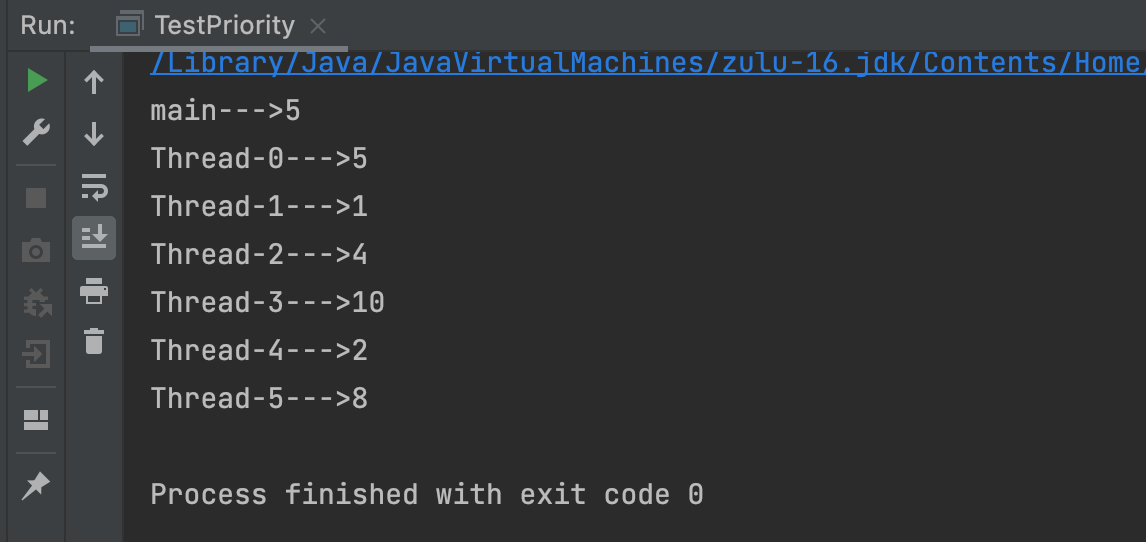 Run: TestPriority
/Library/Java/JavaVirtualMachines/zulu-16.jdk/Contents/Home/
main--->5
Thread-0--->5
Thread-1--->1
Thread-2--->4
Thread-3--->10
Thread-4--->2
Thread-5--->8
Process finished with exit code 0